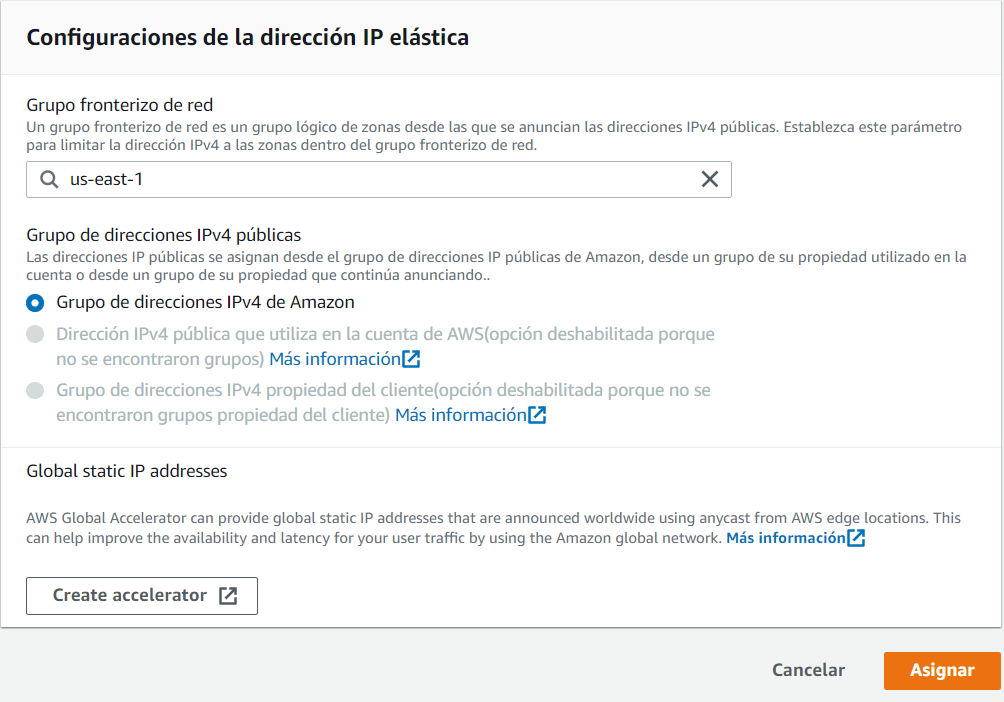 Configuraciones de la dirección IP elástica
Grupo fronterizo de red
Un grupo fronterizo de red es un grupo lógico de zonas desde las que se anuncian las direcciones IPv4 públicas. Establezca este parámetro
para limitar la dirección IPv4 a las zonas dentro del grupo fronterizo de red.
us-east-1
Grupo de direcciones IPv4 públicas
Las direcciones IP públicas se asignan desde el grupo de direcciones IP públicas de Amazon, desde un grupo de su propiedad utilizado en la
cuenta o desde un grupo de su propiedad que continúa anunciando..
Grupo de direcciones IPv4 de Amazon
Dirección IPv4 pública que utiliza en la cuenta de AWS(opción deshabilitada porque
no se encontraron grupos) Más información
Grupo de direcciones IPv4 propiedad del cliente(opción deshabilitada porque no se
encontraron grupos propiedad del cliente) Más información
Global static IP addresses
AWS Global Accelerator can provide global static IP addresses that are announced worldwide using anycast from AWS edge locations. This
can help improve the availability and latency for your user traffic by using the Amazon global network. Más información
Create accelerator
Cancelar Asignar